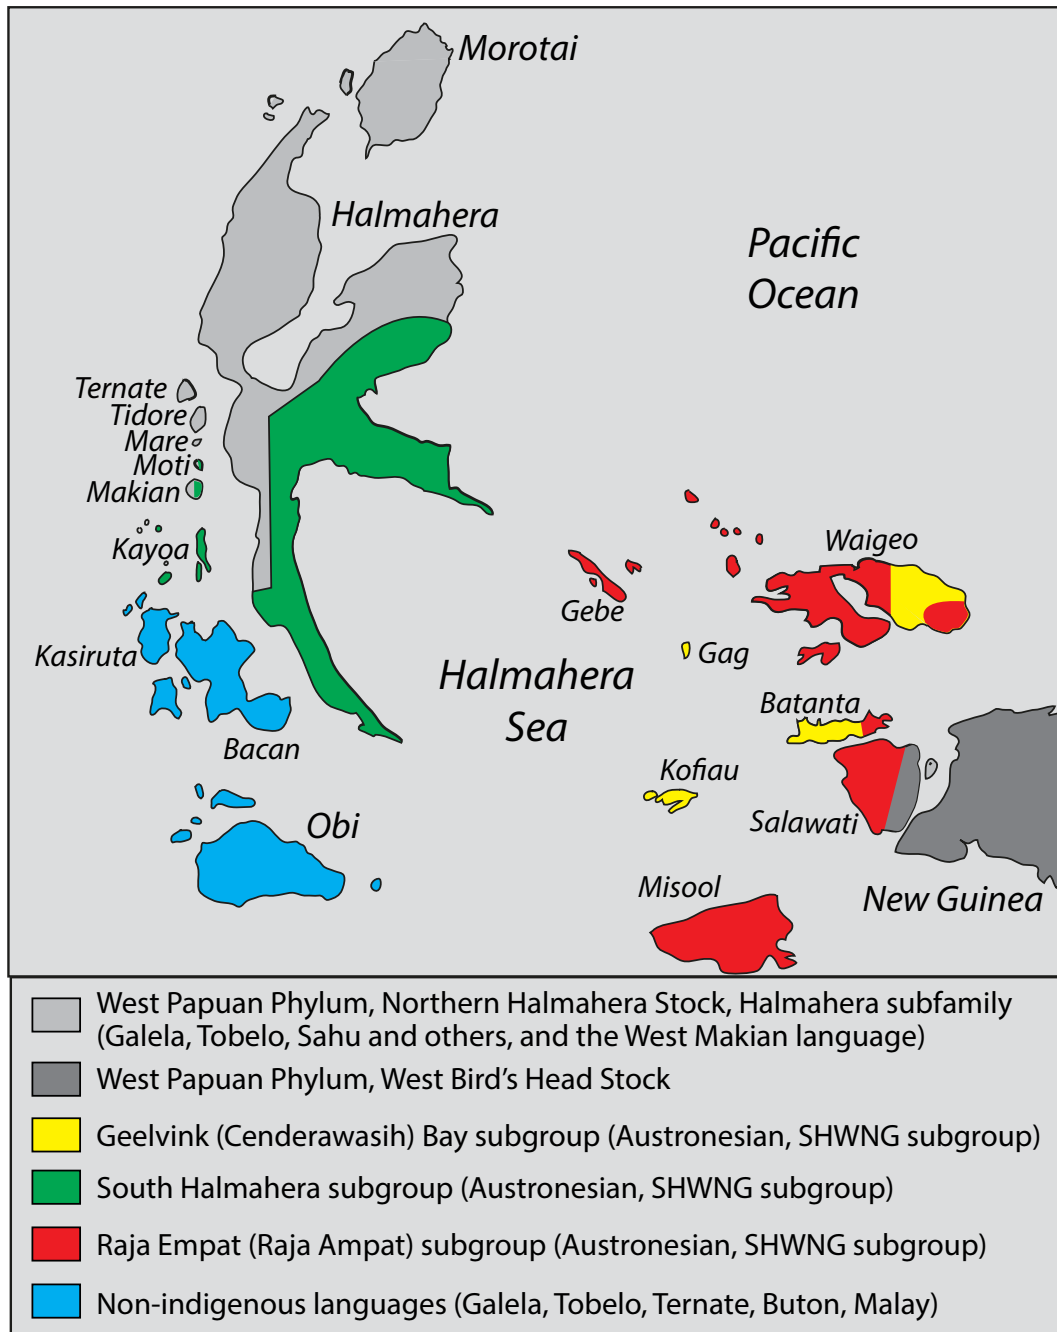 Morotai
Halmahera
Pacific
Ocean
Ternate
Tidore
Mare
Moti
Makian
Kayoa
Waigeo
Gebe
Kasiruta
Gag
Halmahera
Sea
Batanta
Bacan
Kofiau
Obi
Salawati
Misool
New Guinea
West Papuan Phylum, Northern Halmahera Stock, Halmahera subfamily
(Galela, Tobelo, Sahu and others, and the West Makian language)
West Papuan Phylum, West Bird's Head Stock
Geelvink (Cenderawasih) Bay subgroup (Austronesian, SHWNG subgroup)
South Halmahera subgroup (Austronesian, SHWNG subgroup)
Raja Empat (Raja Ampat) subgroup (Austronesian, SHWNG subgroup)
Non-indigenous languages (Galela, Tobelo, Ternate, Buton, Malay)